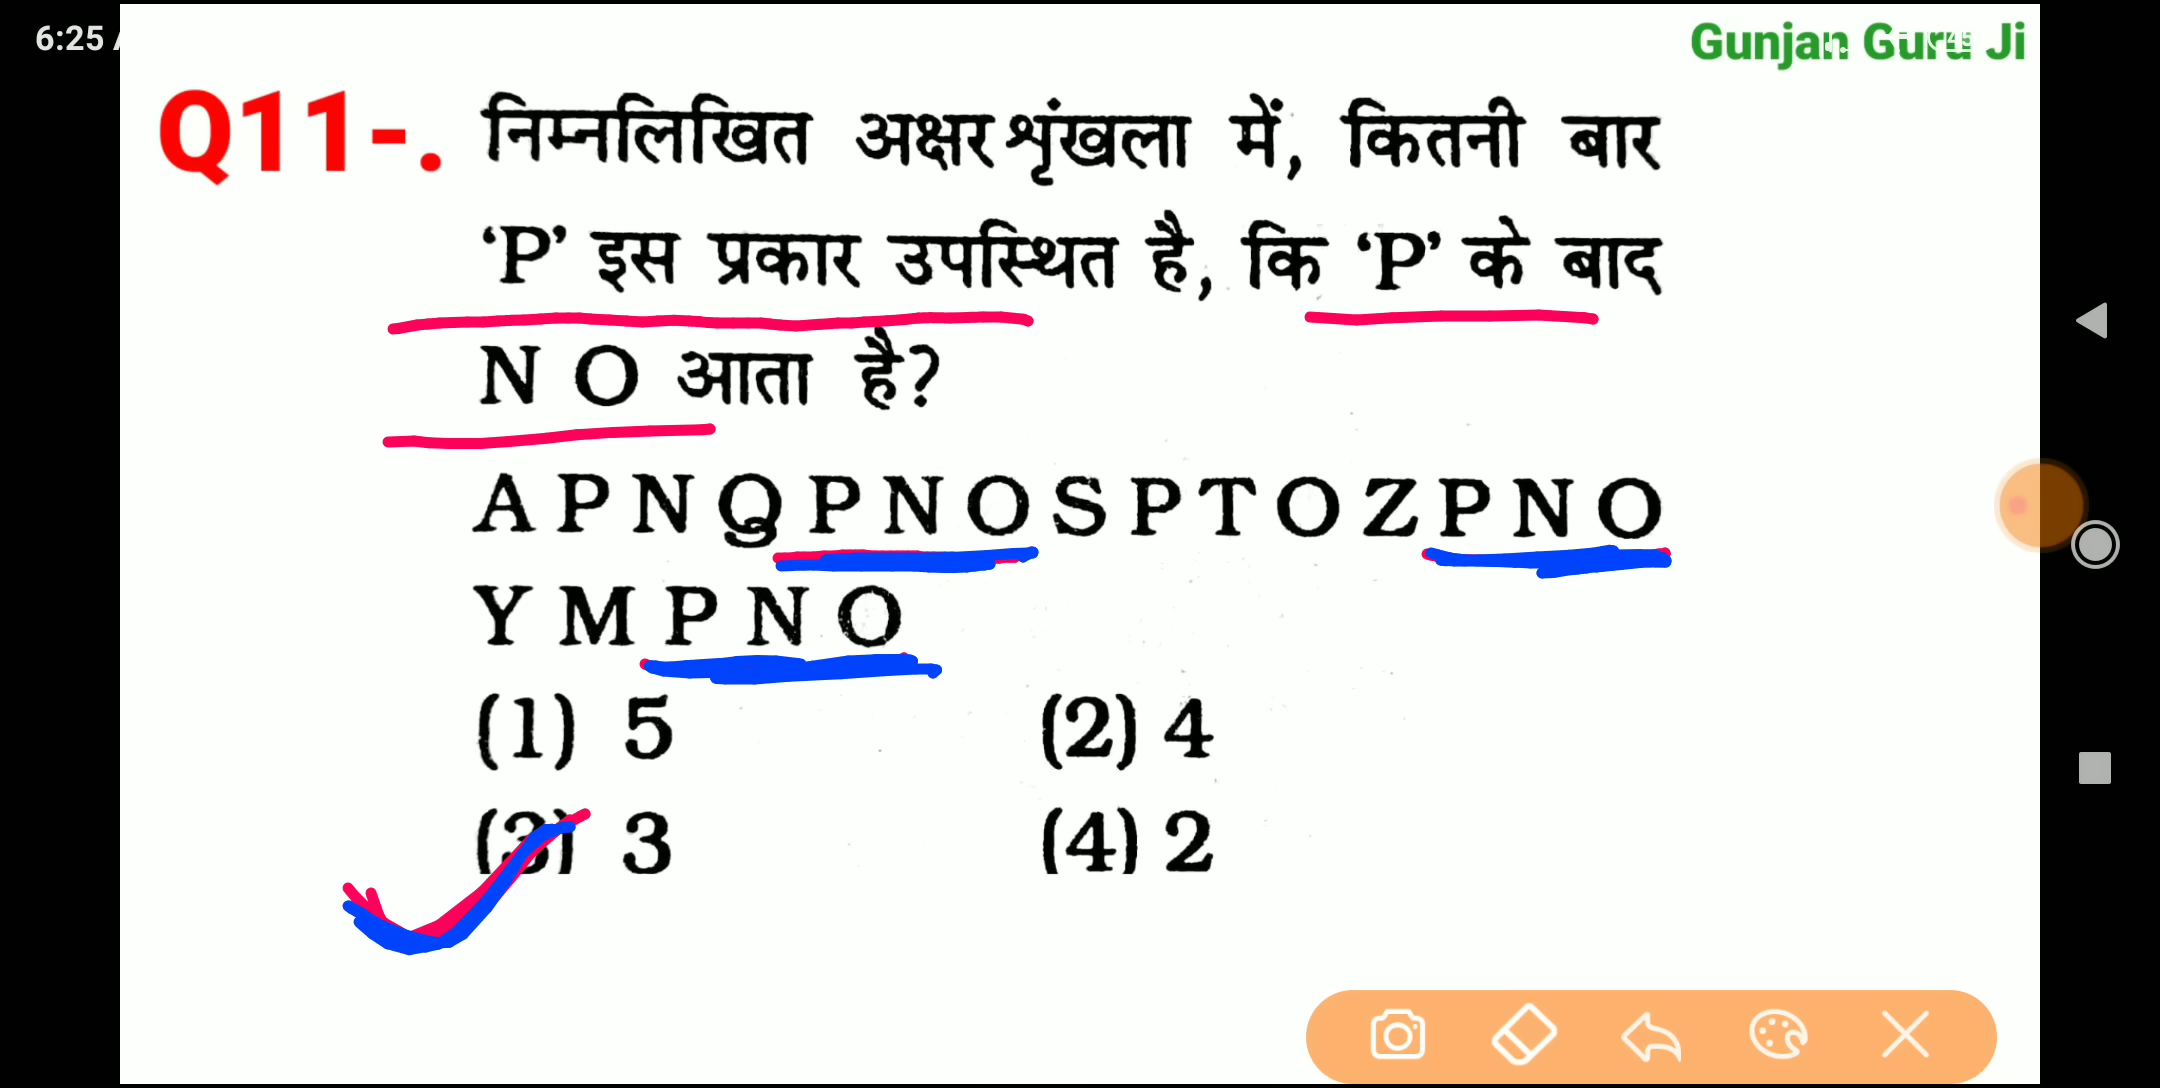 6:25
Gunjan Guru Ji
Q11-. निम्नलिखित अक्षर शृंखला में, कितनी बार
‘P’ इस प्रकार उपस्थित है, कि ‘P’ के बाद
N O आता है?
A P N Q P N O S P T O Z P N O
Y M P N O
(1) 5 (2) 4
(3) 3 (4) 2